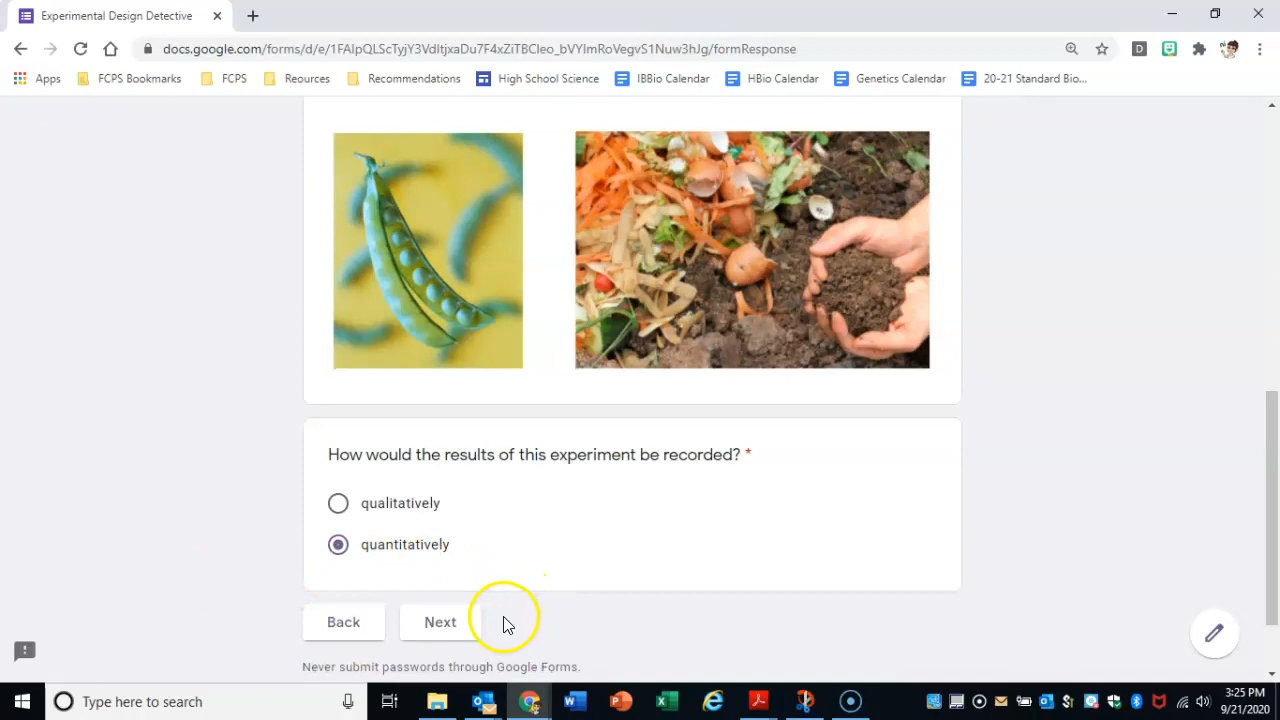 Experimental Design Detective
docs.google.com/forms/d/e/1FAIpQLScTyjY3VdItjxaDu7F4xZiTBCleo_bVYlmRoVegvS1Nuw3hJg/formResponse
Apps
FCPS Bookmarks
FCPS
Reources
Recommendations
High School Science
IBBio Calendar
HBio Calendar
Genetics Calendar
20-21 Standard Bio...
How would the results of this experiment be recorded? *
qualitatively
quantitatively
Back
Next
Never submit passwords through Google Forms.
Type here to search
3:25 PM
9/21/2020